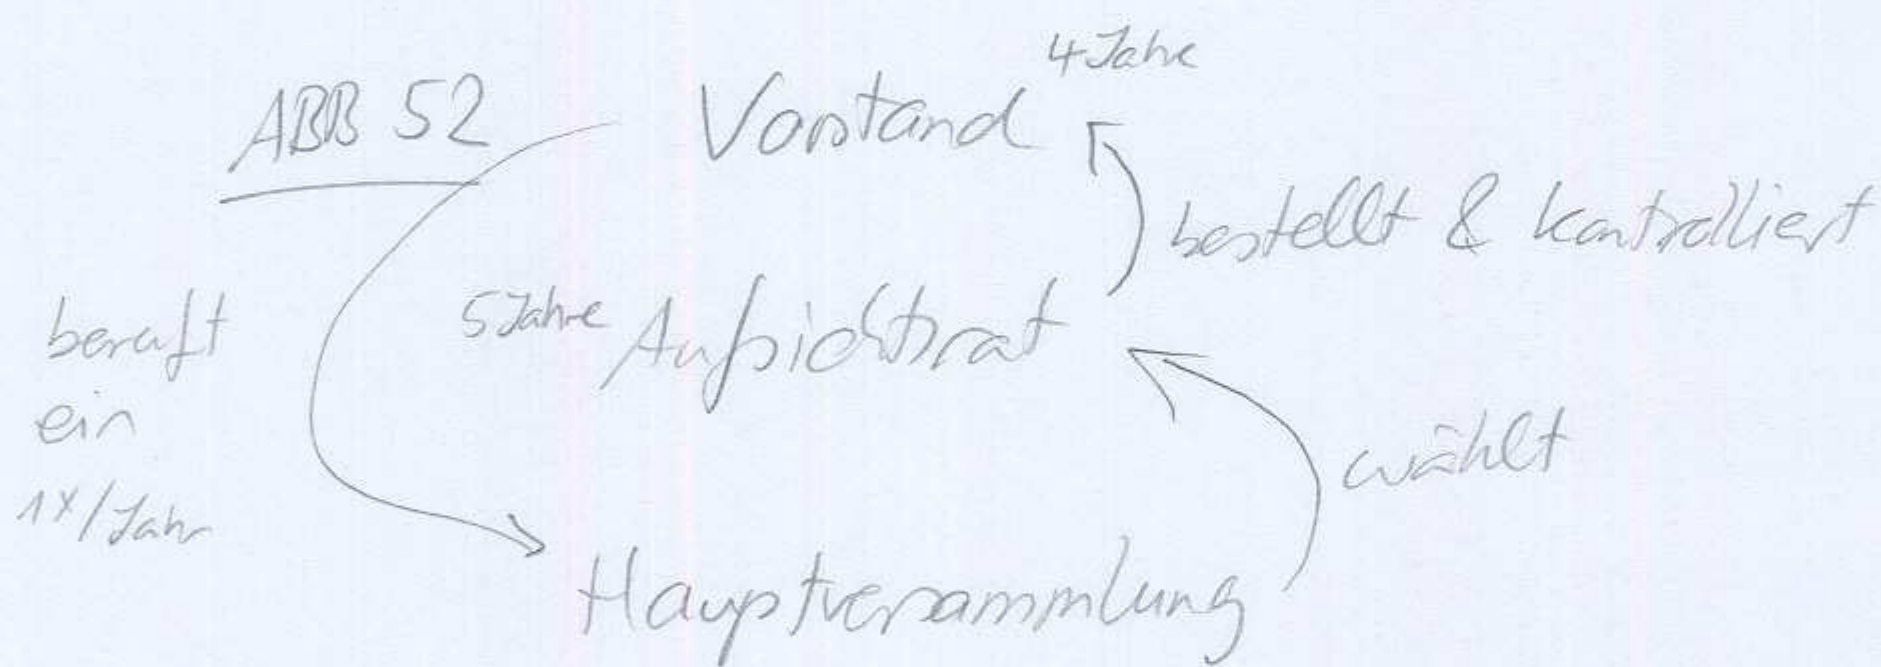 4 Jahre
ABB 52
Vorstand
bestellt & kontrolliert
5 Jahre
Aufsichtsrat
beruft
ein
1x/Jahr
wählt
Hauptversammlung